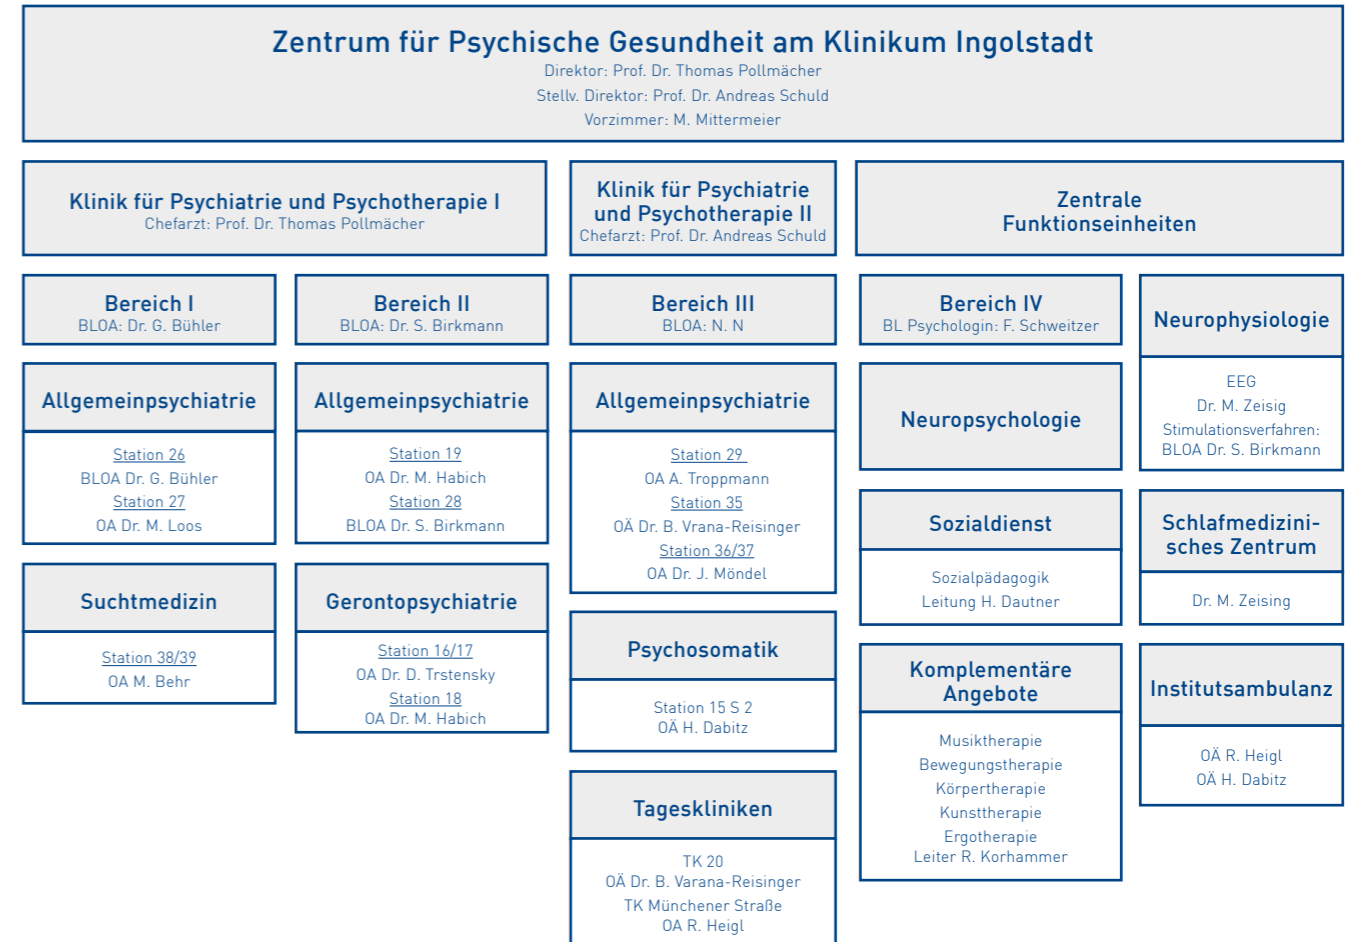 Zentrum für Psychische Gesundheit am Klinikum Ingolstadt
Direktor: Prof. Dr. Thomas Pollmächer
Stellv. Direktor: Prof. Dr. Andreas Schuld
Vorzimmer: M. Mittermeier
Klinik für Psychiatrie und Psychotherapie I
Chefarzt: Prof. Dr. Thomas Pollmächer
Klinik für Psychiatrie
und Psychotherapie II
Chefarzt: Prof. Dr. Andreas Schuld
Zentrale
Funktionseinheiten
Bereich I
BLOA: Dr. G. Bühler
Bereich II
BLOA: Dr. S. Birkmann
Bereich III
BLOA: N. N
Bereich IV
BL Psychologin: F. Schweitzer
Neurophysiologie
EEG
Dr. M. Zeisig
Stimulationsverfahren:
BLOA Dr. S. Birkmann
Allgemeinpsychiatrie
Station 26
BLOA Dr. G. Bühler
Station 27
OA Dr. M. Loos
Allgemeinpsychiatrie
Station 19
OA Dr. M. Habich
Station 28
BLOA Dr. S. Birkmann
Allgemeinpsychiatrie
Station 29
OA A. Troppmann
Station 35
OÄ Dr. B. Vrana-Reisinger
Station 36/37
OA Dr. J. Möndel
Neuropsychologie
Sozialdienst
Sozialpädagogik
Leitung H. Dautner
Schlafmedizini-
sches Zentrum
Dr. M. Zeising
Suchtmedizin
Station 38/39
OA M. Behr
Gerontopsychiatrie
Station 16/17
OA Dr. D. Trstensky
Station 18
OA Dr. M. Habich
Psychosomatik
Station 15 S 2
OÄ H. Dabitz
Komplementäre
Angebote
Musiktherapie
Bewegungstherapie
Körpertherapie
Kunsttherapie
Ergotherapie
Leiter R. Korhammer
Institutsambulanz
OÄ R. Heigl
OÄ H. Dabitz
Tageskliniken
TK 20
OÄ Dr. B. Varana-Reisinger
TK Münchener Straße
OA R. Heigl